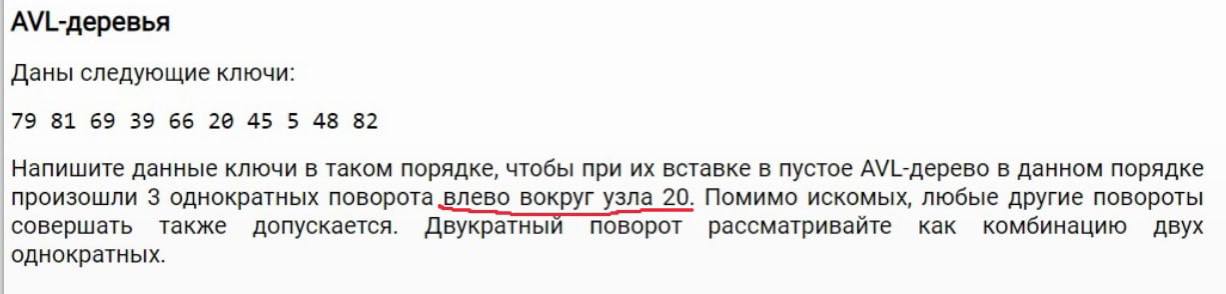 AVL-деревья
Даны следующие ключи:
79 81 69 39 66 20 45 5 48 82
Напишите данные ключи в таком порядке, чтобы при их вставке в пустое AVL-дерево в данном порядке
произошли 3 однократных поворота влево вокруг узла 20. Помимо искомых, любые другие повороты
совершать также допускается. Двукратный поворот рассматривайте как комбинацию двух
однократных.